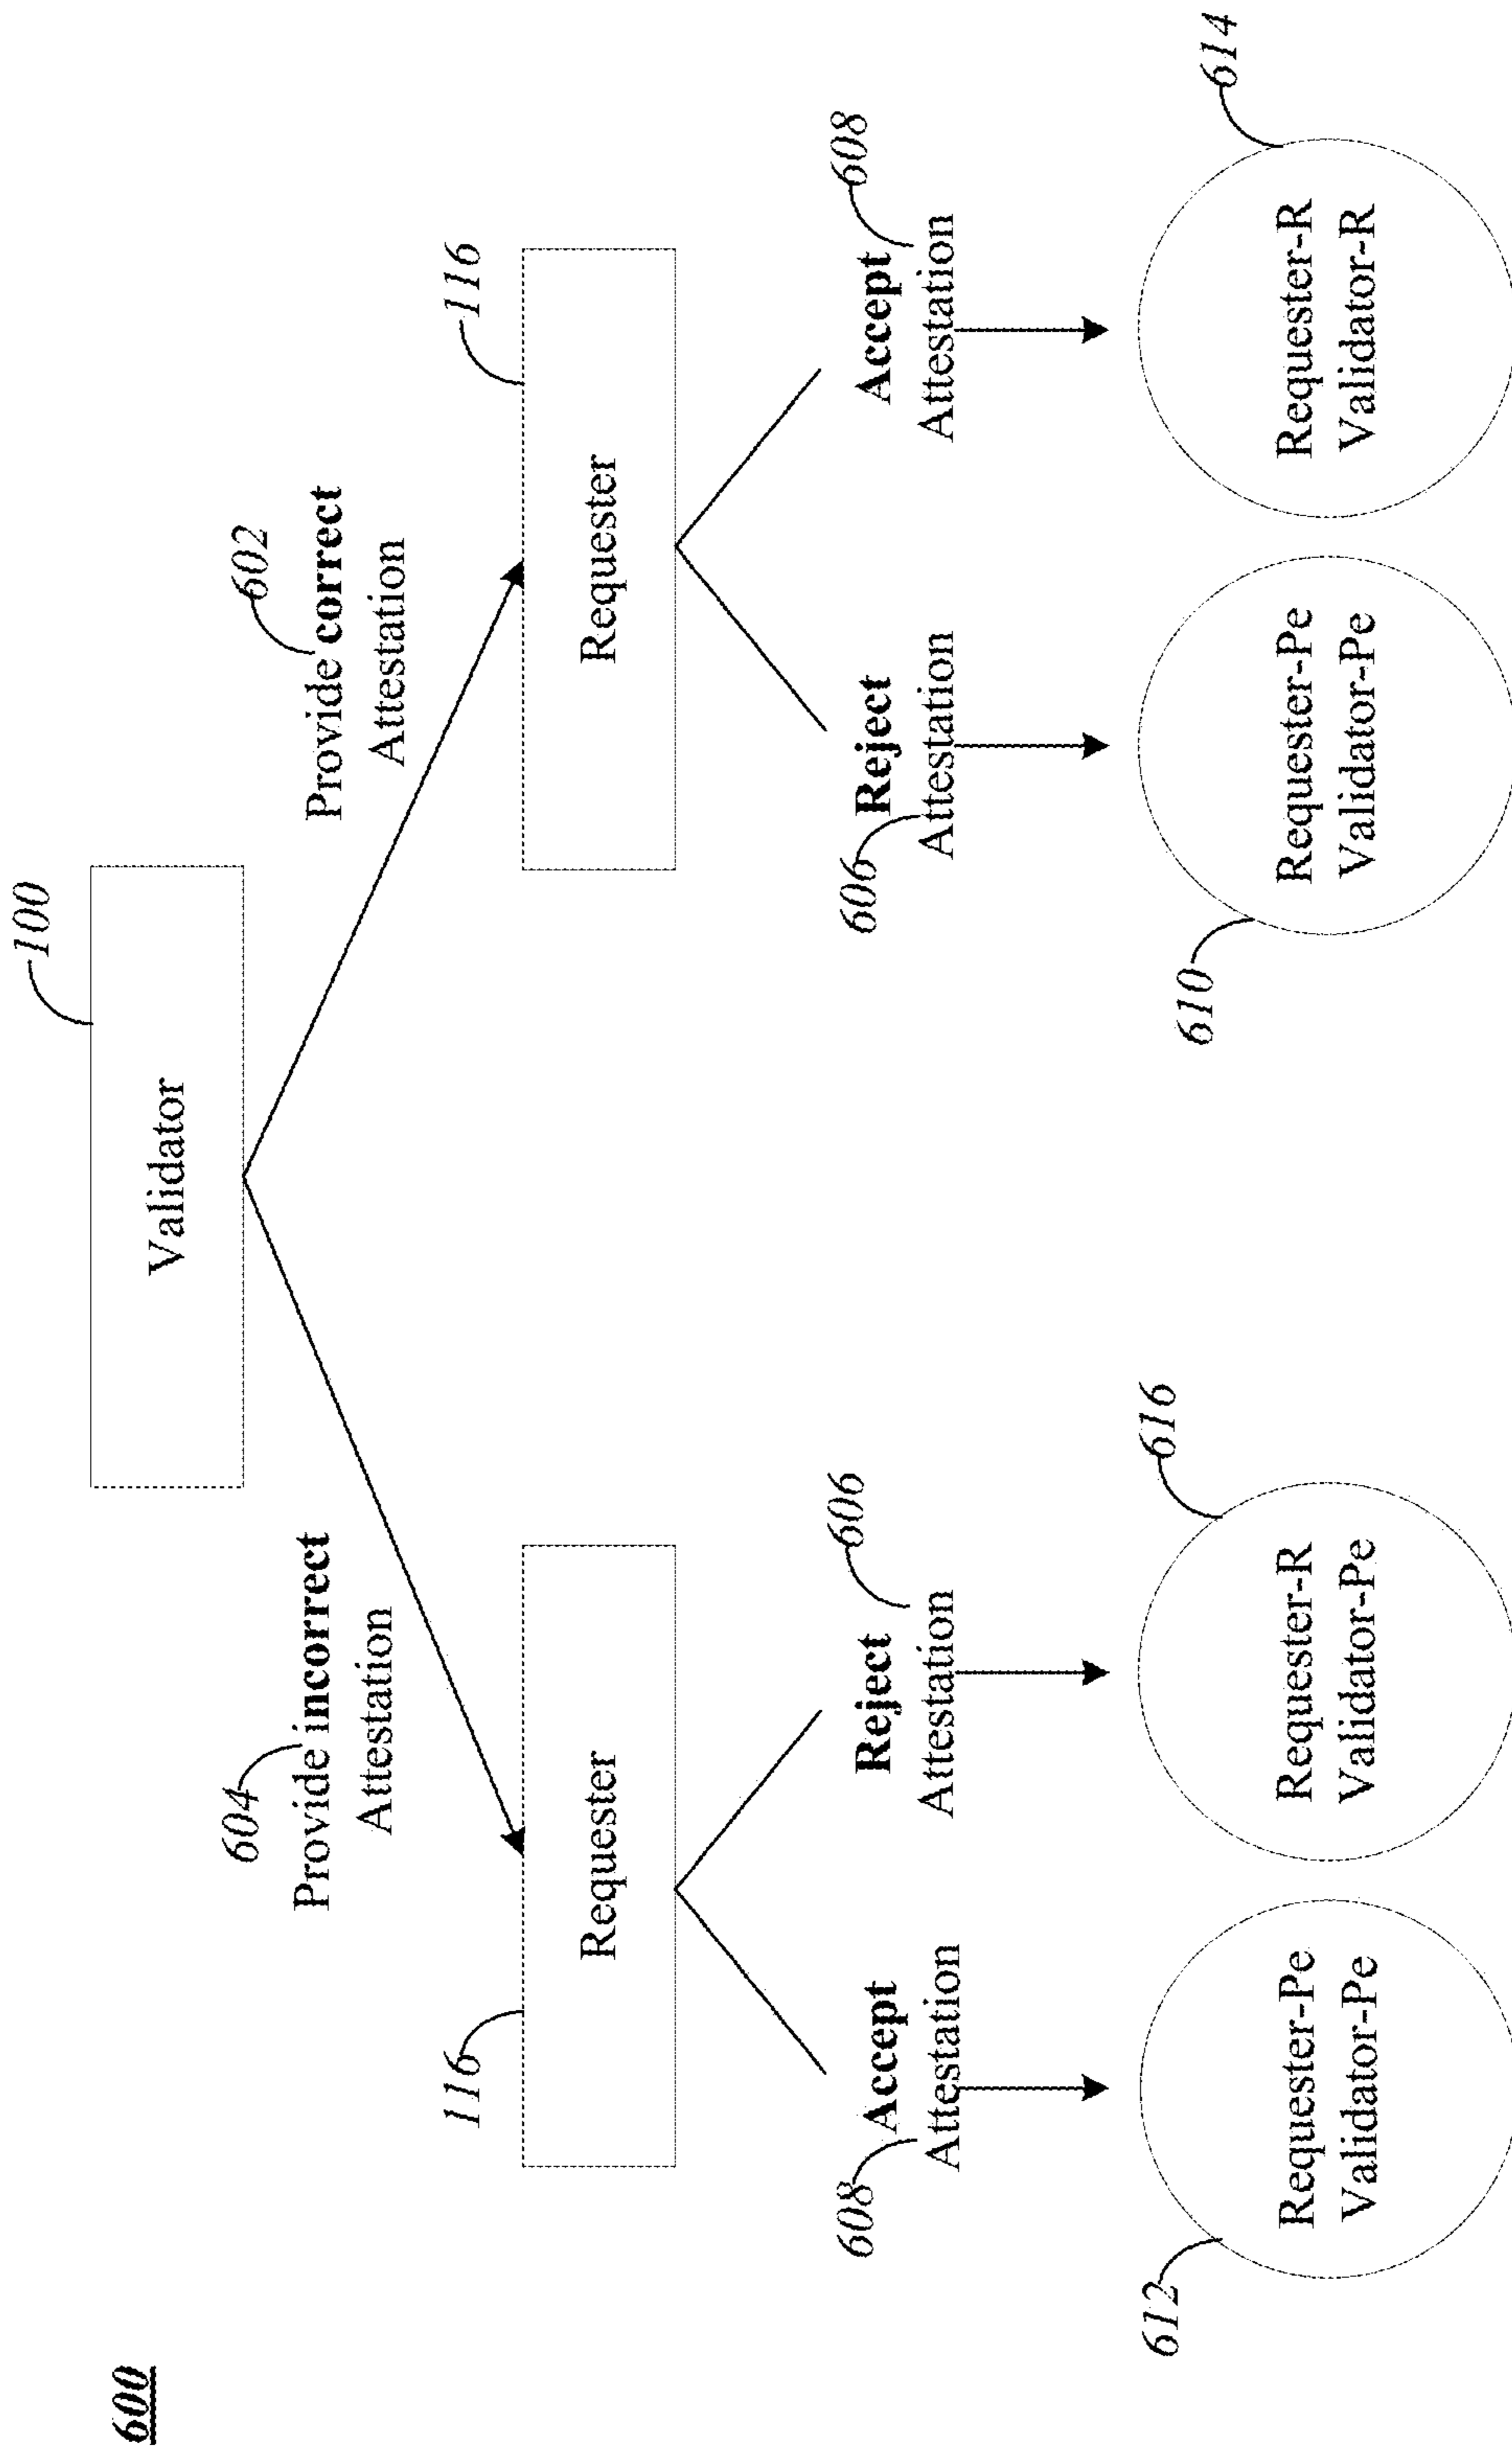 600
100
Validator
604
Provide incorrect
Attestation
602
Provide correct
Attestation
116
Requester
116
Requester
608
Accept
Attestation
606
Reject
Attestation
606
Reject
Attestation
608
Accept
Attestation
612
Requester-Pe
Validator-Pe
616
Requester-R
Validator-Pe
610
Requester-Pe
Validator-Pe
614
Requester-R
Validator-R